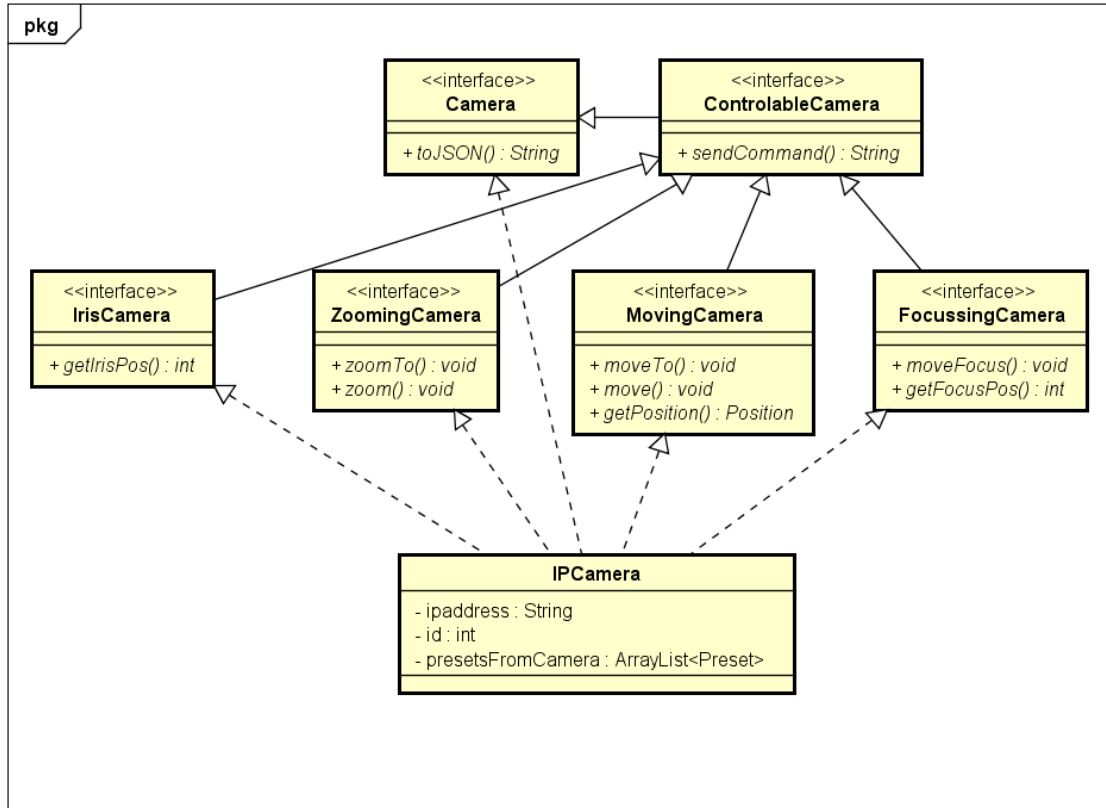 pkg
<<interface>>
Camera
+ toJSON() : String
<<interface>>
ControlableCamera
+ sendCommand() : String
<<interface>>
IrisCamera
+ getIrisPos() : int
<<interface>>
ZoomingCamera
+ zoomTo() : void
+ zoom() : void
<<interface>>
MovingCamera
+ moveTo() : void
+ move() : void
+ getPosition() : Position
<<interface>>
FocussingCamera
+ moveFocus() : void
+ getFocusPos() : int
IPCamera
- ipaddress : String
- id : int
- presetsFromCamera : ArrayList<Preset>